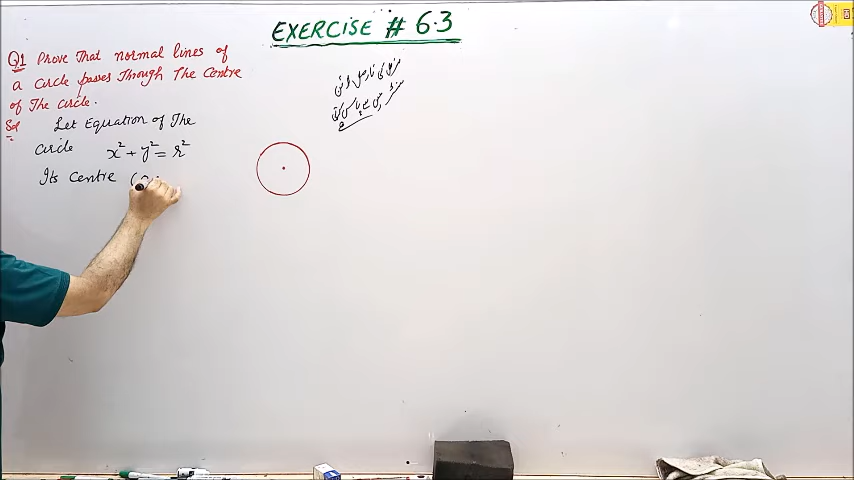 EXERCISE # 6.3
Q1 Prove That normal lines of
a circle passes Through The Centre
of The circle.
Sol Let Equation of The
circle x² + y² = r²
Its Centre (0